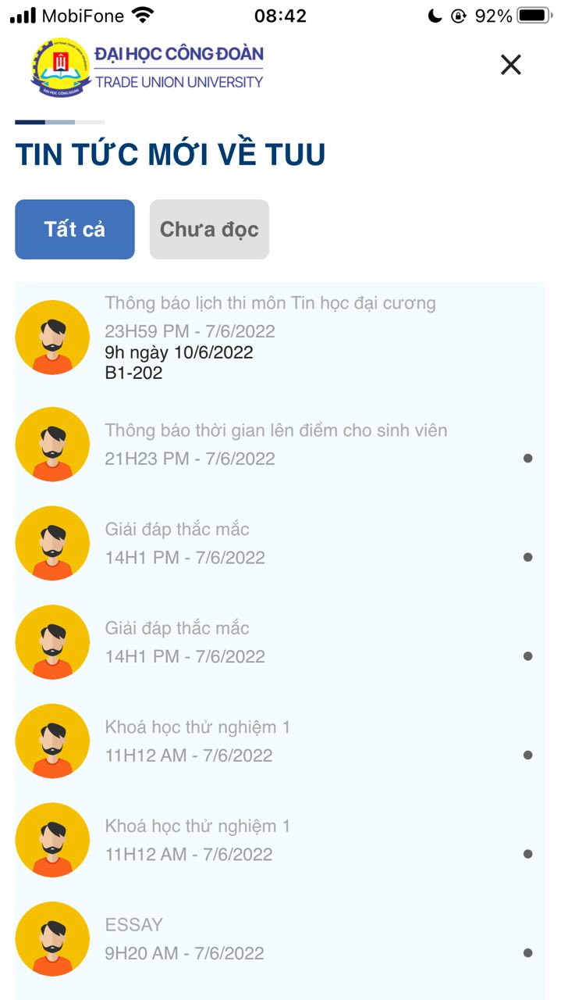 MobiFone 08:42 92%
ĐẠI HỌC CÔNG ĐOÀN
TRADE UNION UNIVERSITY
TIN TỨC MỚI VỀ TUU
Tất cả Chưa đọc
Thông báo lịch thi môn Tin học đại cương
23H59 PM - 7/6/2022
9h ngày 10/6/2022
B1-202
Thông báo thời gian lên điểm cho sinh viên
21H23 PM - 7/6/2022
Giải đáp thắc mắc
14H1 PM - 7/6/2022
Giải đáp thắc mắc
14H1 PM - 7/6/2022
Khoá học thử nghiệm 1
11H12 AM - 7/6/2022
Khoá học thử nghiệm 1
11H12 AM - 7/6/2022
ESSAY
9H20 AM - 7/6/2022